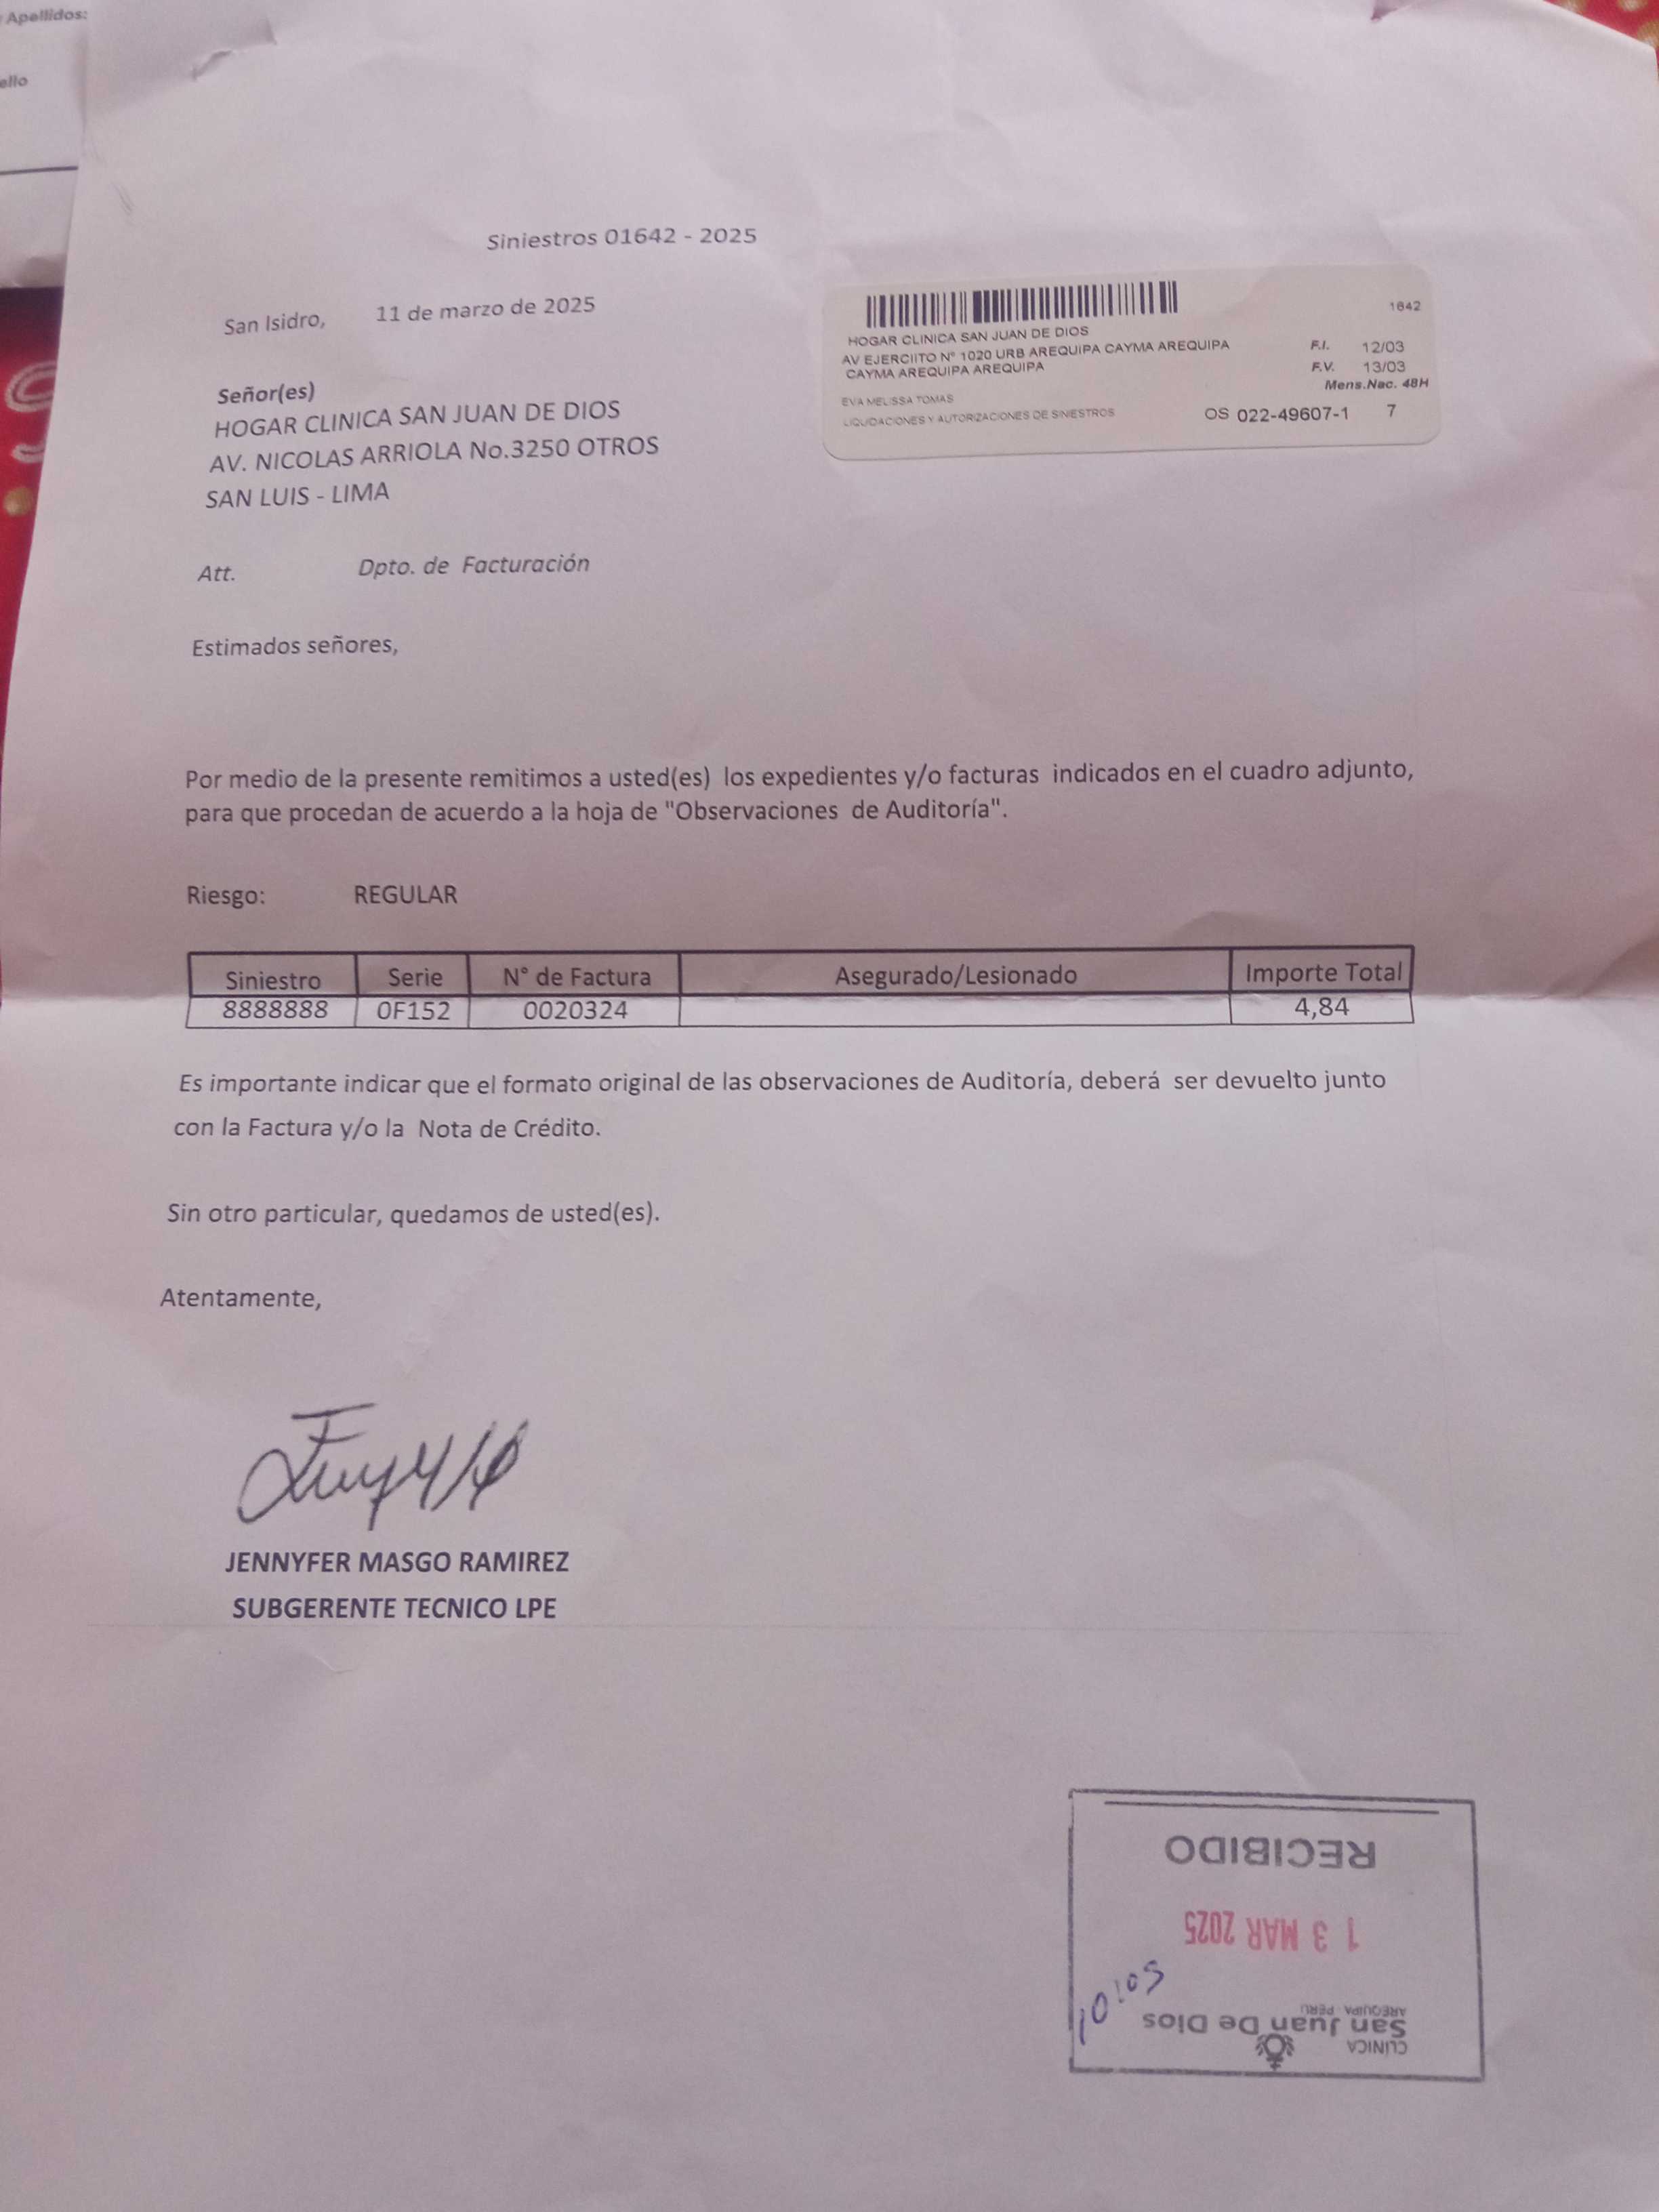 Apellidos:
ello
Siniestros 01642 - 2025
San Isidro, 11 de marzo de 2025
1642
HOGAR CLINICA SAN JUAN DE DIOS
AV EJERCIITO Nº 1020 URB AREQUIPA CAYMA AREQUIPA
CAYMA AREQUIPA AREQUIPA
F.I. 12/03
F.V. 13/03
Mens.Nac. 48H
EVA MELISSA TOMAS
LIQUIDACIONES Y AUTORIZACIONES DE SINIESTROS
OS 022-49607-1 7
Señor(es)
HOGAR CLINICA SAN JUAN DE DIOS
AV. NICOLAS ARRIOLA No.3250 OTROS
SAN LUIS - LIMA
Att. Dpto. de Facturación
Estimados señores,
Por medio de la presente remitimos a usted(es) los expedientes y/o facturas indicados en el cuadro adjunto,
para que procedan de acuerdo a la hoja de "Observaciones de Auditoría".
Riesgo: REGULAR
Siniestro Serie N° de Factura Asegurado/Lesionado Importe Total
8888888 0F152 0020324 4,84
Es importante indicar que el formato original de las observaciones de Auditoría, deberá ser devuelto junto
con la Factura y/o la Nota de Crédito.
Sin otro particular, quedamos de usted(es).
Atentamente,
JENNYFER MASGO RAMIREZ
SUBGERENTE TECNICO LPE
CLÍNICA
San Juan De Dios
AREQUIPA - PERÚ
13 MAR 2025
RECIBIDO